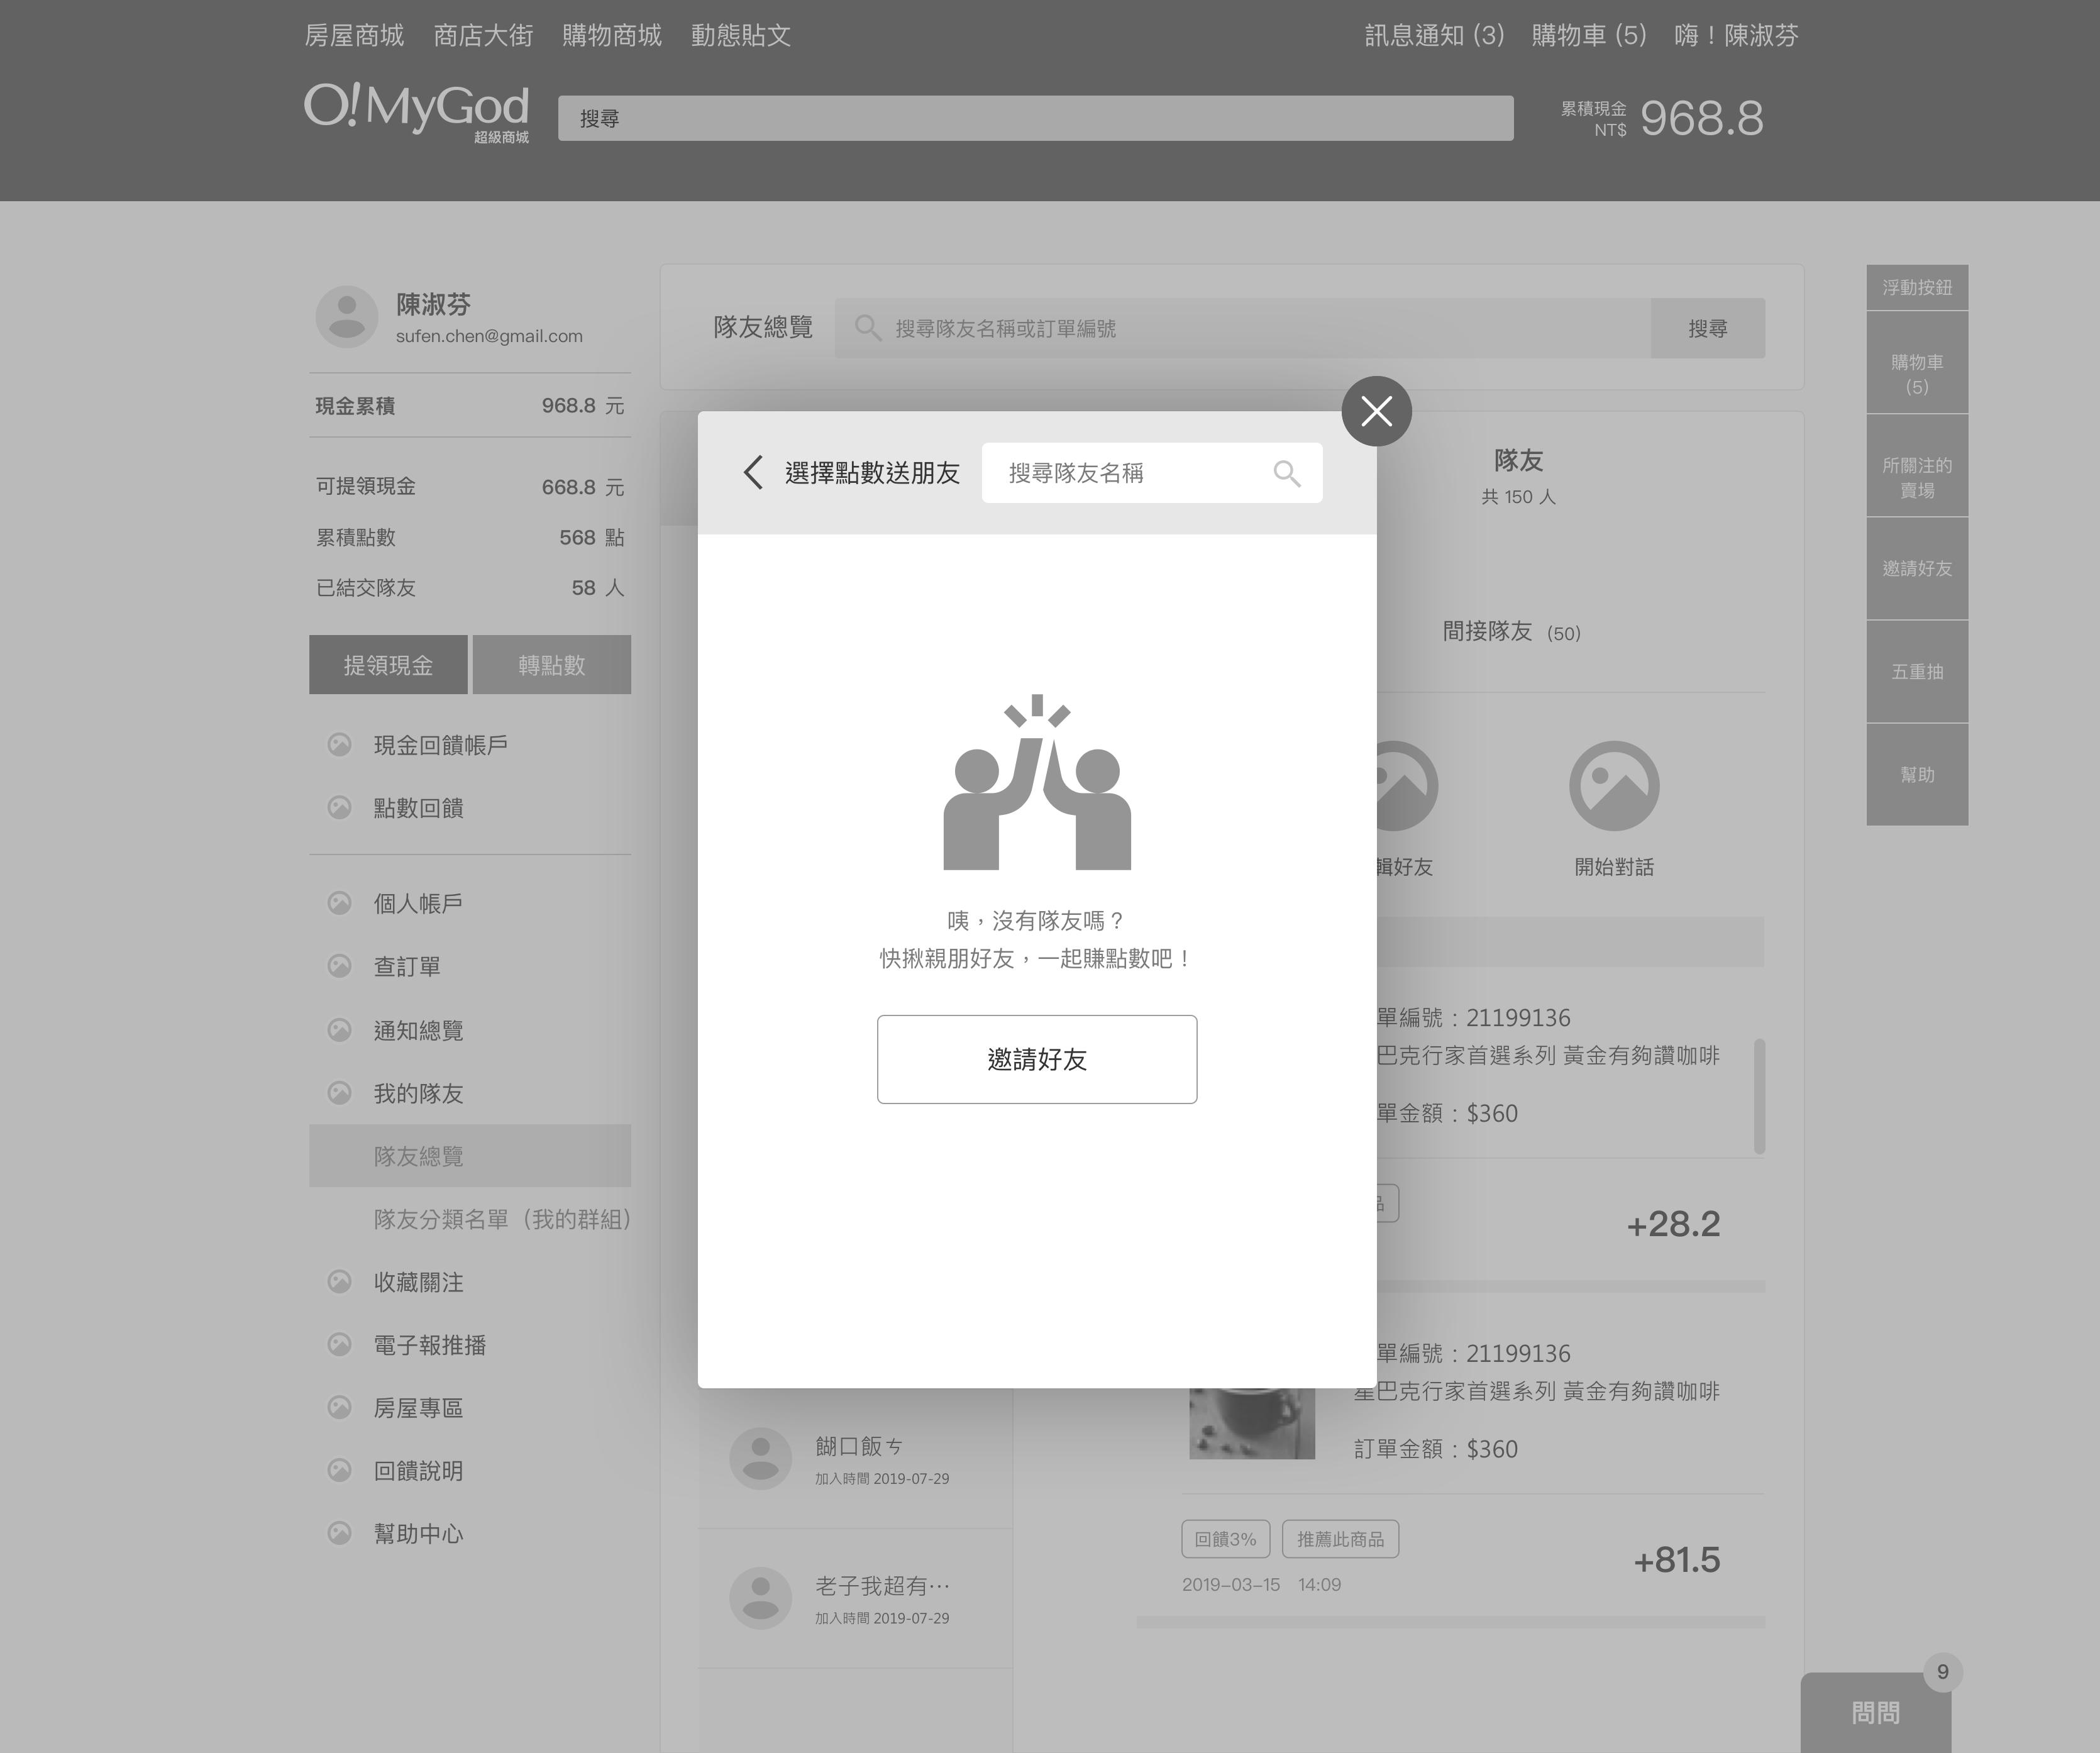 房屋商城 商店大街 購物商城 動態貼文 訊息通知 (3) 購物車 (5) 嗨！陳淑芬
O!MyGod
超級商城
搜尋
累積現金
NT$ 968.8
陳淑芬
sufen.chen@gmail.com
現金累積 968.8 元
可提領現金 668.8 元
累積點數 568 點
已結交隊友 58 人
提領現金 轉點數
現金回饋帳戶
點數回饋
個人帳戶
查訂單
通知總覽
我的隊友
隊友總覽
隊友分類名單（我的群組）
收藏關注
電子報推播
房屋專區
回饋說明
幫助中心
隊友總覽 搜尋隊友名稱或訂單編號 搜尋
選擇點數送朋友 搜尋隊友名稱
咦，沒有隊友嗎？
快揪親朋好友，一起賺點數吧！
邀請好友
隊友
共 150 人
間接隊友 (50)
輯好友 開始對話
單編號：21199136
巴克行家首選系列 黃金有夠讚咖啡
單金額：$360
品
+28.2
單編號：21199136
星巴克行家首選系列 黃金有夠讚咖啡
訂單金額：$360
回饋3% 推薦此商品
+81.5
2019-03-15 14:09
餬口飯ㄘ
加入時間 2019-07-29
老子我超有⋯
加入時間 2019-07-29
浮動按鈕
購物車
(5)
所關注的
賣場
邀請好友
五重抽
幫助
9
問問